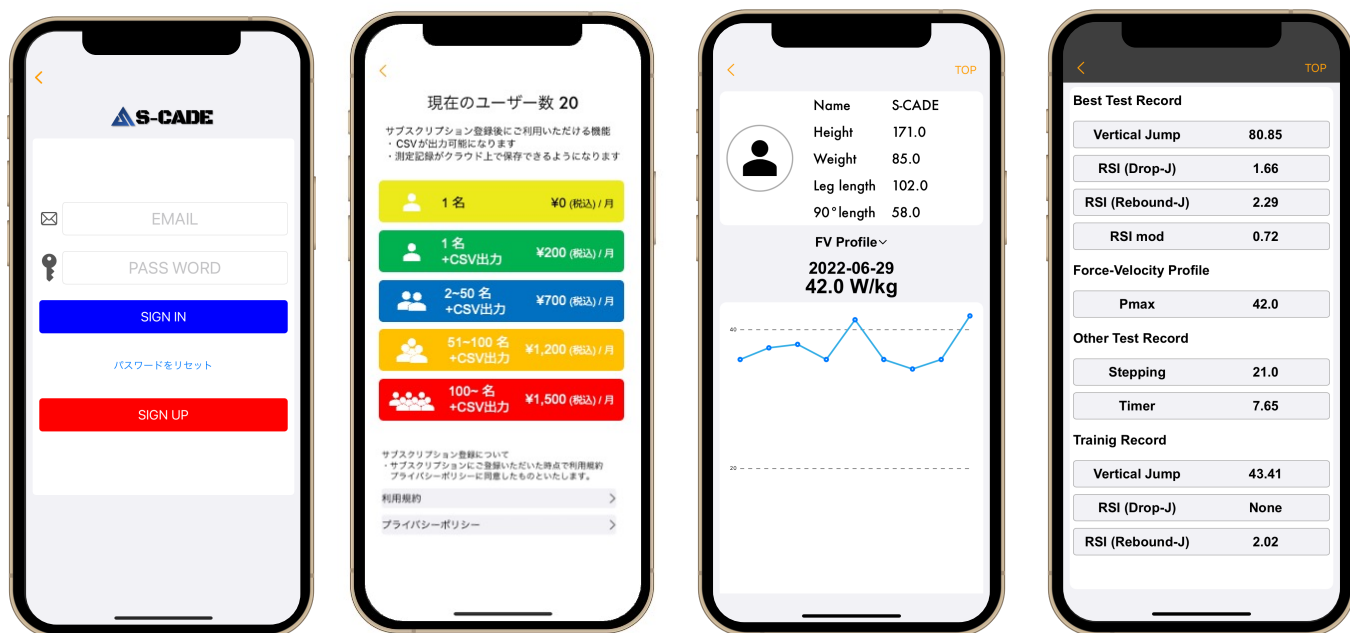 S-CADE
EMAIL
PASS WORD
SIGN IN
パスワードをリセット
SIGN UP
現在のユーザー数 20
サブスクリプション登録後にご利用いただける機能
・CSVが出力可能になります
・測定記録がクラウド上で保存できるようになります
1 名 ¥0 (税込) / 月
1 名
+CSV出力 ¥200 (税込) / 月
2~50 名
+CSV出力 ¥700 (税込) / 月
51~100 名
+CSV出力 ¥1,200 (税込) / 月
100~ 名
+CSV出力 ¥1,500 (税込) / 月
サブスクリプション登録について
・サブスクリプションにご登録いただいた時点で利用規約
プライバシーポリシーに同意したものといたします。
利用規約
プライバシーポリシー
TOP
Name S-CADE
Height 171.0
Weight 85.0
Leg length 102.0
90°length 58.0
FV Profile
2022-06-29
42.0 W/kg
40
20
TOP
Best Test Record
Vertical Jump 80.85
RSI (Drop-J) 1.66
RSI (Rebound-J) 2.29
RSI mod 0.72
Force-Velocity Profile
Pmax 42.0
Other Test Record
Stepping 21.0
Timer 7.65
Trainig Record
Vertical Jump 43.41
RSI (Drop-J) None
RSI (Rebound-J) 2.02